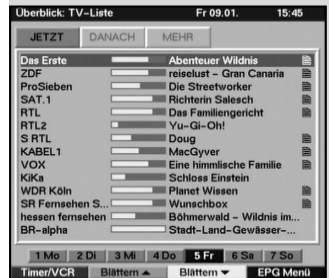 Überblick: TV-Liste Fr 09.01. 15:45
JETZT DANACH MEHR
Das Erste Abenteuer Wildnis
ZDF reiselust - Gran Canaria
ProSieben Die Streetworker
SAT.1 Richterin Salesch
RTL Das Familiengericht
RTL2 Yu-Gi-Oh!
S RTL Doug
KABEL1 MacGyver
VOX Eine himmlische Familie
KiKa Schloss Einstein
WDR Köln Planet Wissen
SR Fernsehen S... Wunschbox
hessen fernsehen Böhmerwald - Wildnis im...
BR-alpha Stadt-Land-Gewässer-...
1 Mo 2 Di 3 Mi 4 Do 5 Fr 6 Sa 7 So
Timer/VCR Blättern ▲ Blättern ▼ EPG Menü